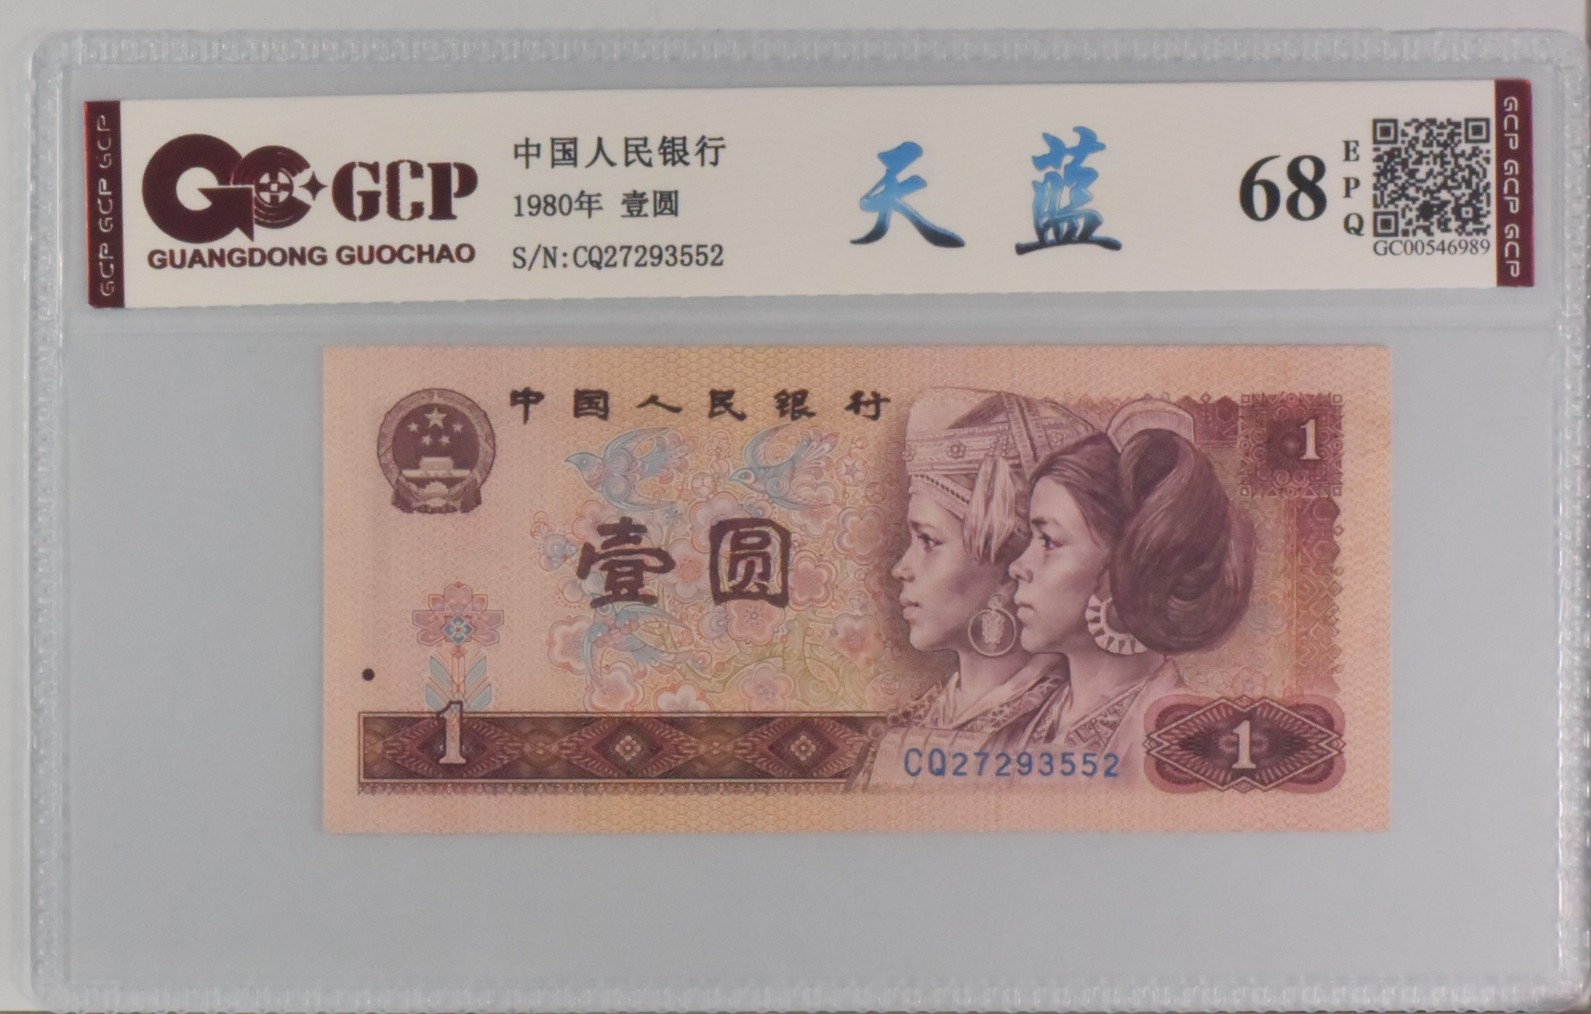 GCP GCP GCP
GCP
GUANGDONG GUOCHAO
中国人民银行
1980年 壹圆
S/N:CQ27293552
天蓝
68
EPQ
GC00546989
GCP GCP GCP
中国人民银行
1
壹圆
1
CQ27293552
1